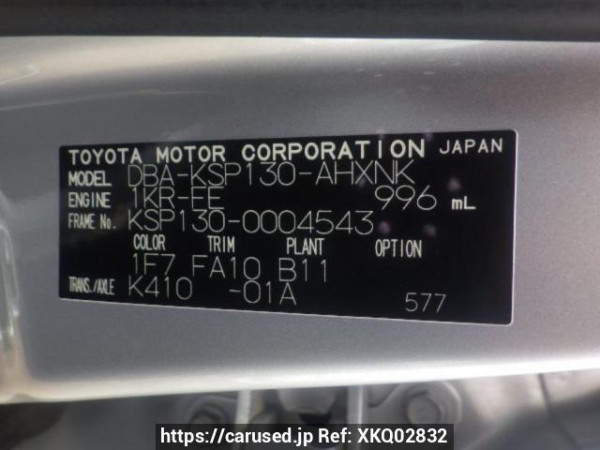 TOYOTA MOTOR CORPORATION JAPAN
MODEL DBA-KSP130-AHXNK
ENGINE 1KR-FE 996 mL
FRAME No. KSP130-0004543
COLOR TRIM PLANT OPTION
1F7 FA10 B11
TRANS./AXLE K410 -01A 577
https://carused.jp Ref: XKQ02832